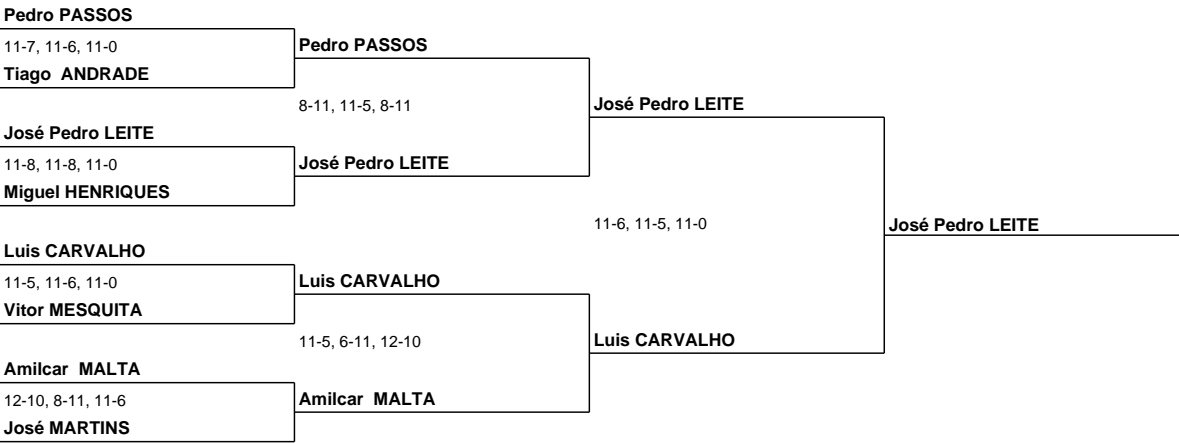 Pedro PASSOS
11-7, 11-6, 11-0
Pedro PASSOS
Tiago  ANDRADE
8-11, 11-5, 8-11
José Pedro LEITE
José Pedro LEITE
11-8, 11-8, 11-0
José Pedro LEITE
Miguel HENRIQUES
11-6, 11-5, 11-0
José Pedro LEITE
Luis CARVALHO
11-5, 11-6, 11-0
Luis CARVALHO
Vitor MESQUITA
11-5, 6-11, 12-10
Luis CARVALHO
Amilcar  MALTA
12-10, 8-11, 11-6
Amilcar  MALTA
José MARTINS